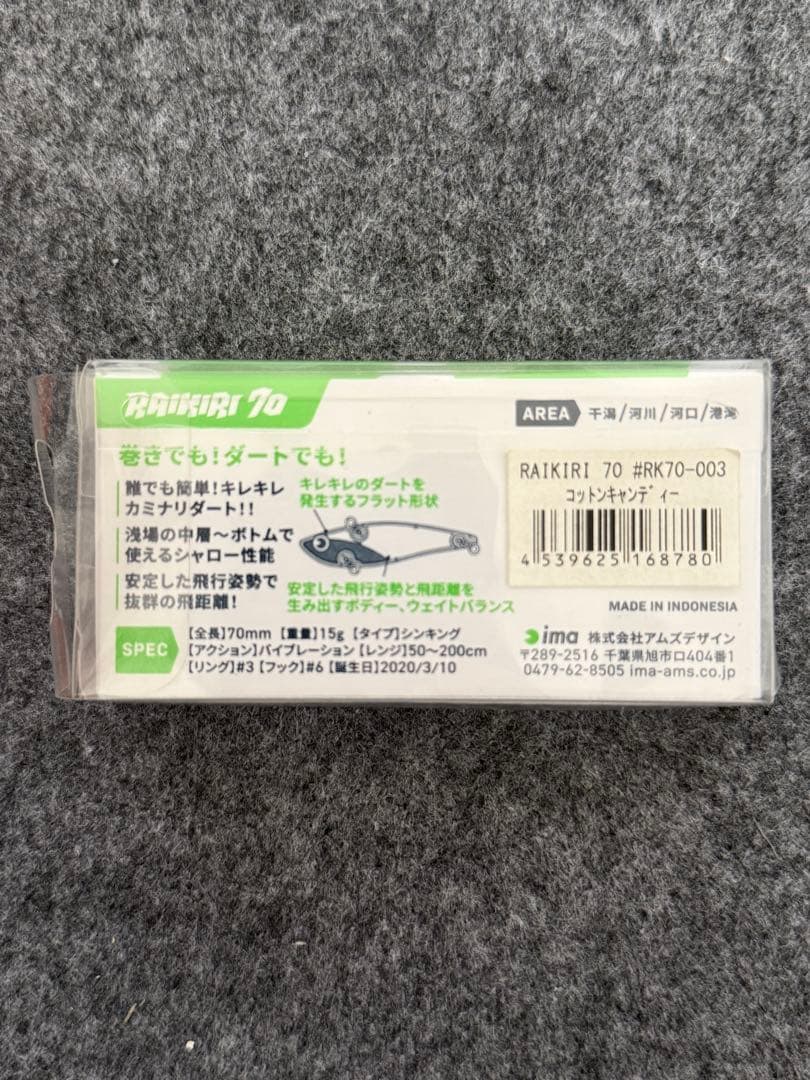 RAIKIRI 70
AREA 干潟/河川/河口/港湾
巻きでも!ダートでも!
誰でも簡単!キレキレ
カミナリダート!!
浅場の中層〜ボトムで
使えるシャロー性能
安定した飛行姿勢で
抜群の飛距離!
キレキレのダートを
発生するフラット形状
安定した飛行姿勢と飛距離を
生み出すボディー、ウェイトバランス
RAIKIRI 70 #RK70-003
コットンキャンディー
4 539625 168780
MADE IN INDONESIA
SPEC
【全長】70mm 【重量】15g 【タイプ】シンキング
【アクション】バイブレーション 【レンジ】50〜200cm
【リング】#3 【フック】#6 【誕生日】2020/3/10
ima 株式会社アムズデザイン
〒289-2516 千葉県旭市ロ404番1
0479-62-8505 ima-ams.co.jp